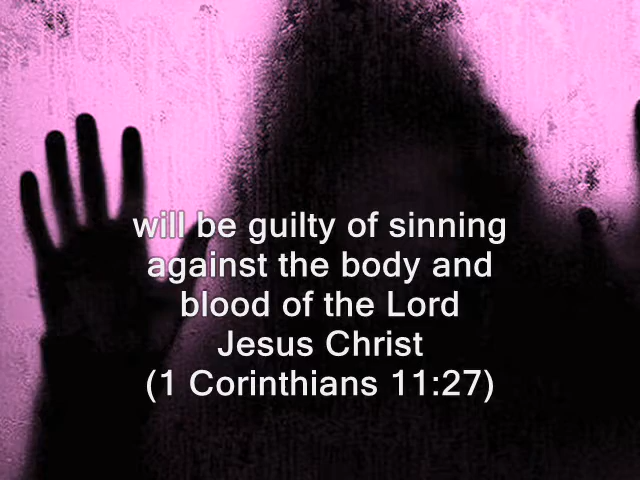 will be guilty of sinning
against the body and
blood of the Lord
Jesus Christ
(1 Corinthians 11:27)